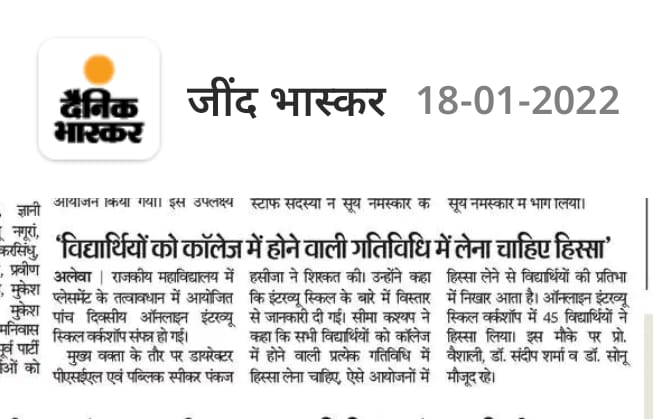 दैनिक
भास्कर
जींद भास्कर 18-01-2022
ज्ञानी
नगूरां,
करसिंधु,
प्रवीण
मुकेश
मुकेश
मनिवास
पूर्व पार्टी
ओं को
आयोजन किया गया। इस उपलक्ष्य
स्टाफ सदस्यों ने सूर्य नमस्कार के
सूर्य नमस्कार में भाग लिया।
‘विद्यार्थियों को कॉलेज में होने वाली गतिविधि में लेना चाहिए हिस्सा’
अलेवा | राजकीय महाविद्यालय में
प्लेसमेंट के तत्वावधान में आयोजित
पांच दिवसीय ऑनलाइन इंटरव्यू
स्किल वर्कशॉप संपन्न हो गई।
मुख्य वक्ता के तौर पर डायरेक्टर
पीएसईएल एवं पब्लिक स्पीकर पंकज
हसीजा ने शिरकत की। उन्होंने कहा
कि इंटरव्यू स्किल के बारे में विस्तार
से जानकारी दी गई। सीमा कश्यप ने
कहा कि सभी विद्यार्थियों को कॉलेज
में होने वाली प्रत्येक गतिविधि में
हिस्सा लेना चाहिए, ऐसे आयोजनों में
हिस्सा लेने से विद्यार्थियों की प्रतिभा
में निखार आता है। ऑनलाइन इंटरव्यू
स्किल वर्कशॉप में 45 विद्यार्थियों ने
हिस्सा लिया। इस मौके पर प्रो.
वैशाली, डॉ. संदीप शर्मा व डॉ. सोनू
मौजूद रहे।